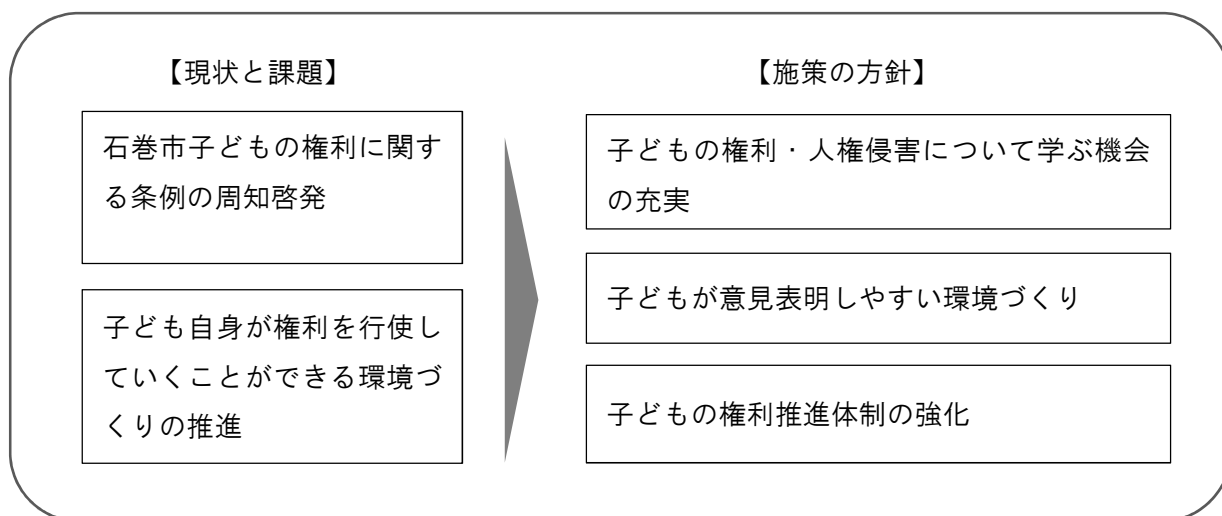 【現状と課題】
石巻市子どもの権利に関す
る条例の周知啓発
子ども自身が権利を行使し
ていくことができる環境づ
くりの推進
【施策の方針】
子どもの権利・人権侵害について学ぶ機会
の充実
子どもが意見表明しやすい環境づくり
子どもの権利推進体制の強化